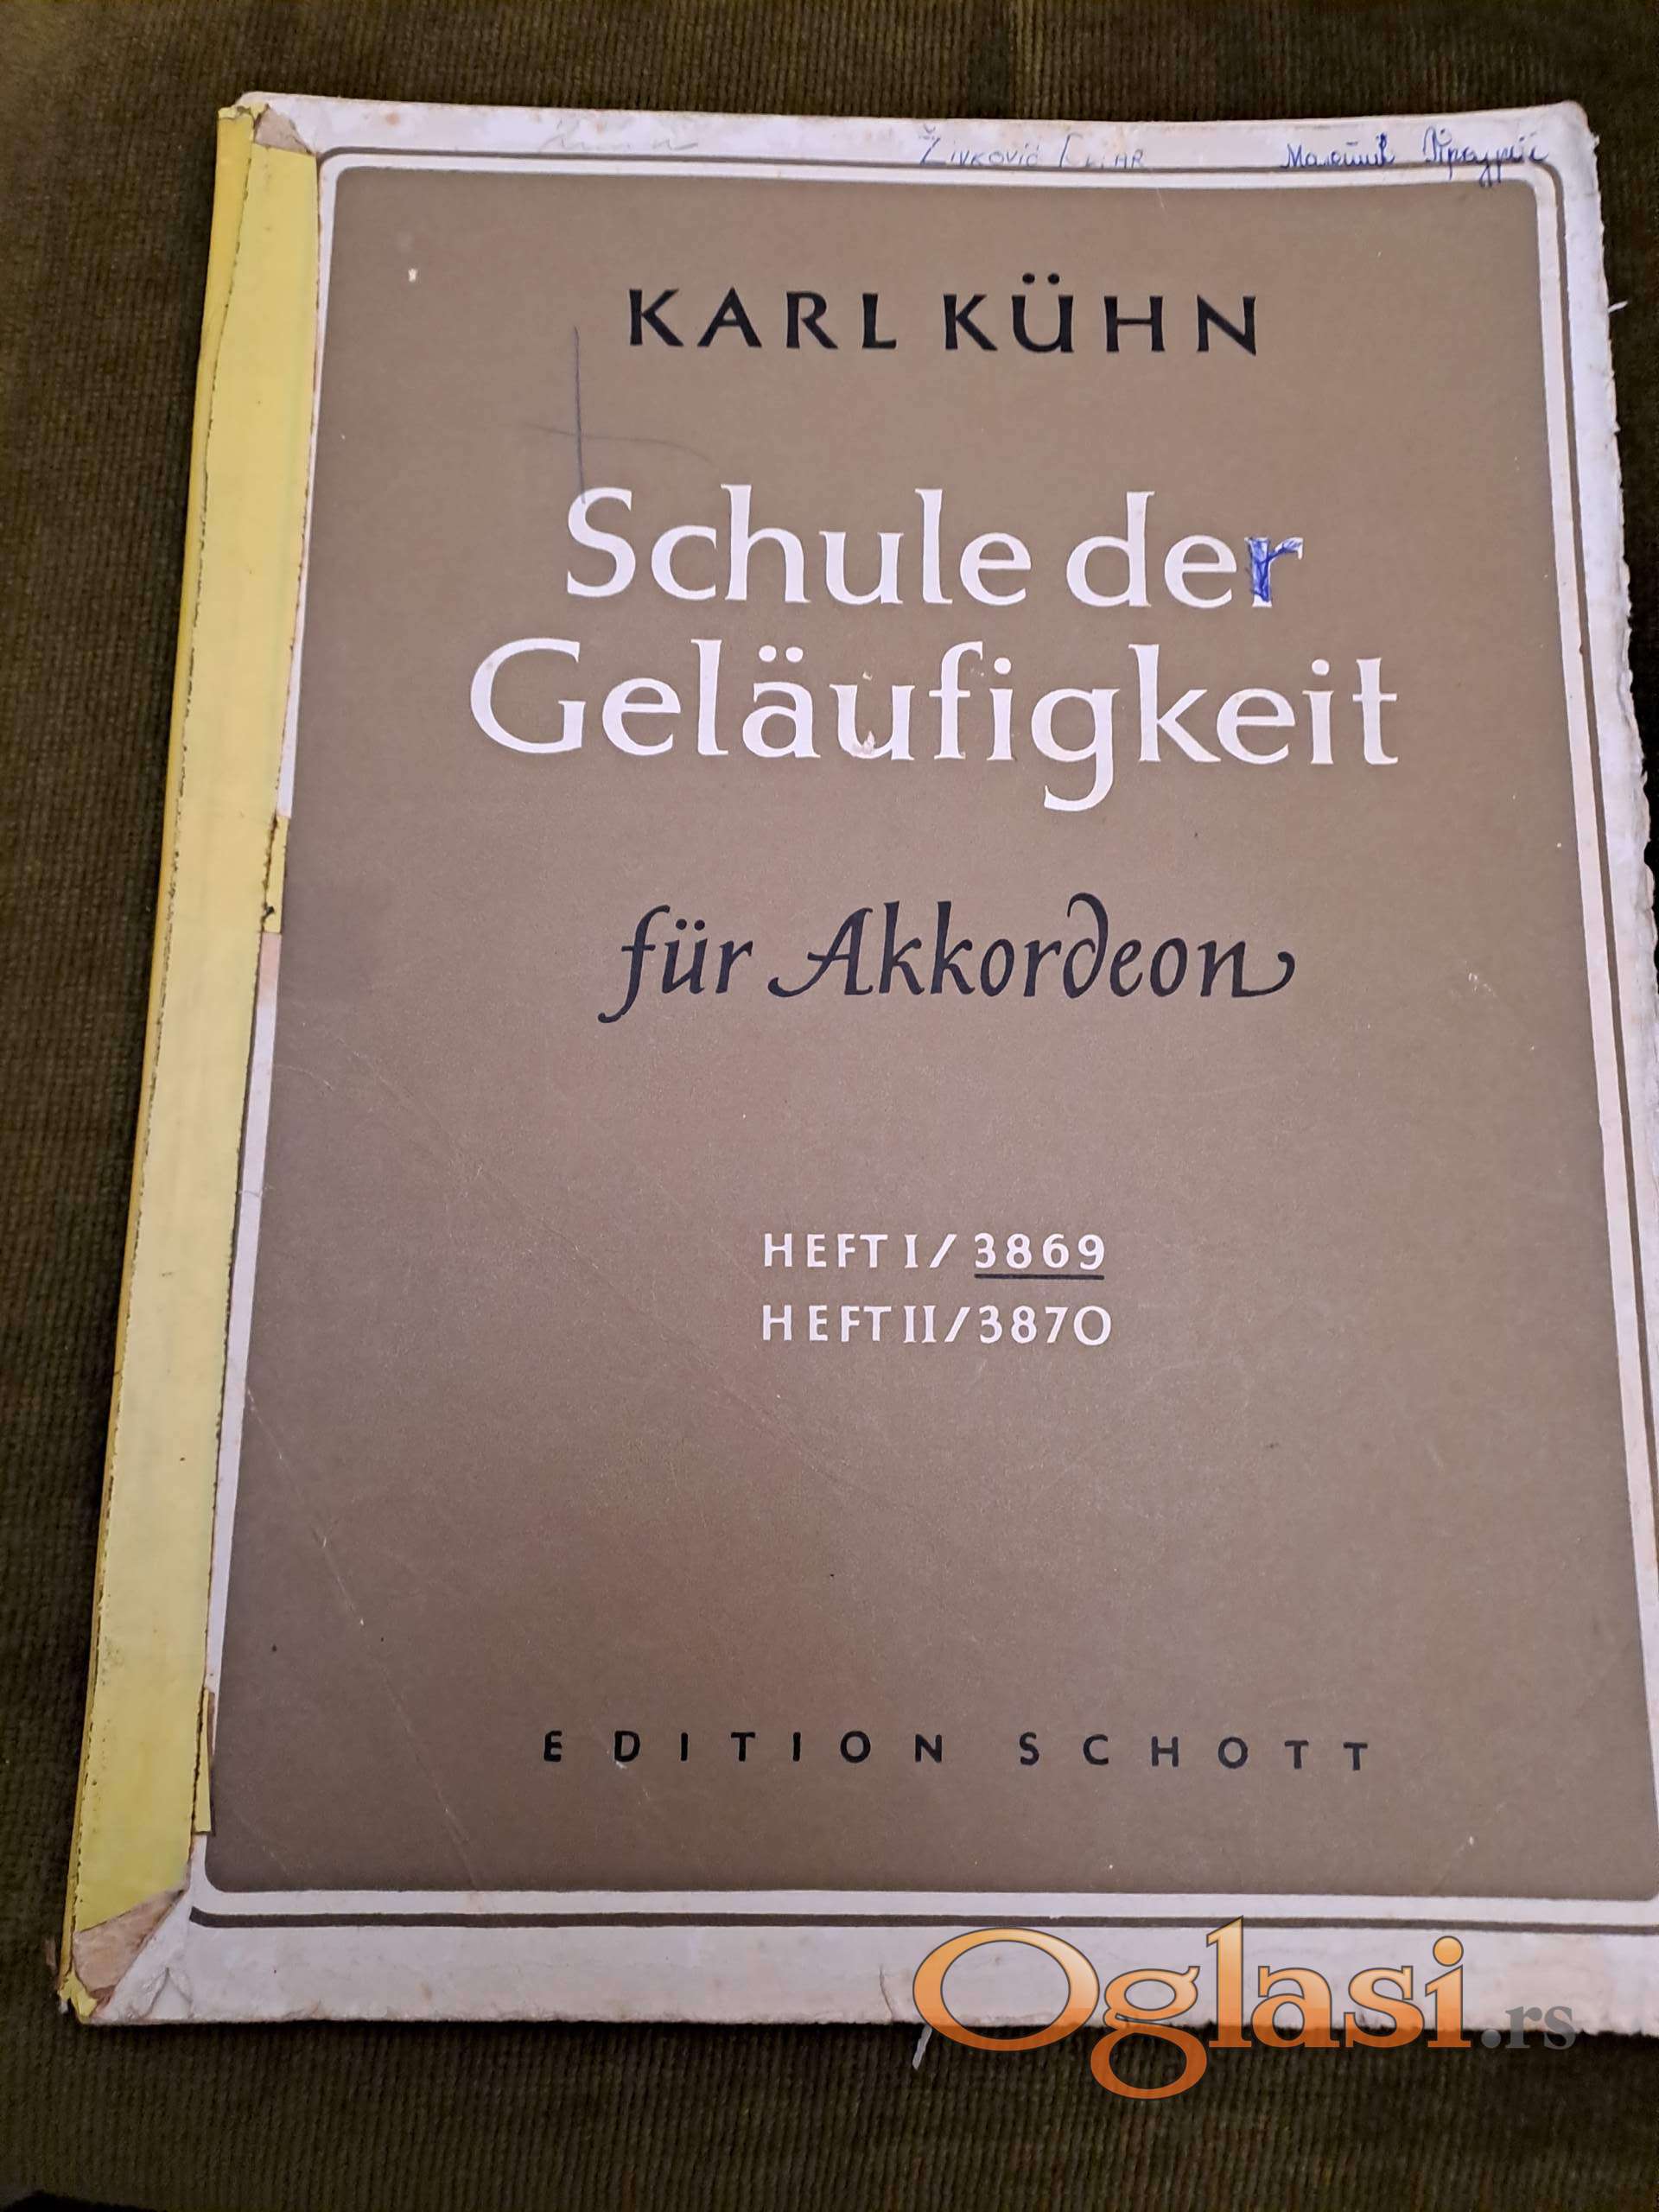 Živković
KARL KÜHN
Schule der
Geläufigkeit
für Akkordeon
HEFT I / 3869
HEFT II / 3870
EDITION SCHOTT
Oglasi.rs